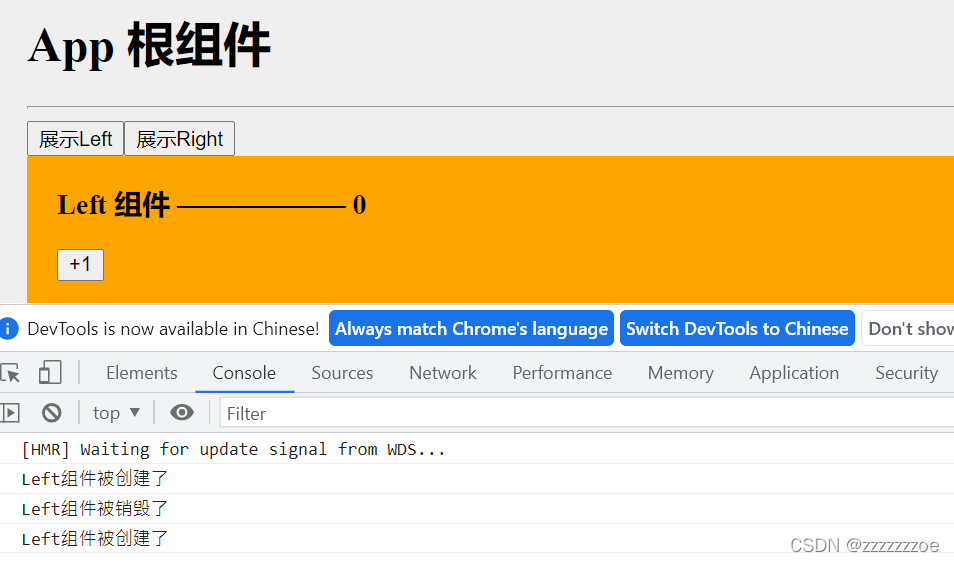 App 根组件
展示Left 展示Right
Left 组件 —————— 0
+1
DevTools is now available in Chinese! Always match Chrome's language Switch DevTools to Chinese Don't show
Elements Console Sources Network Performance Memory Application Security
top ▼ Filter
[HMR] Waiting for update signal from WDS...
Left组件被创建了
Left组件被销毁了
Left组件被创建了
CSDN @zzzzzzzoe